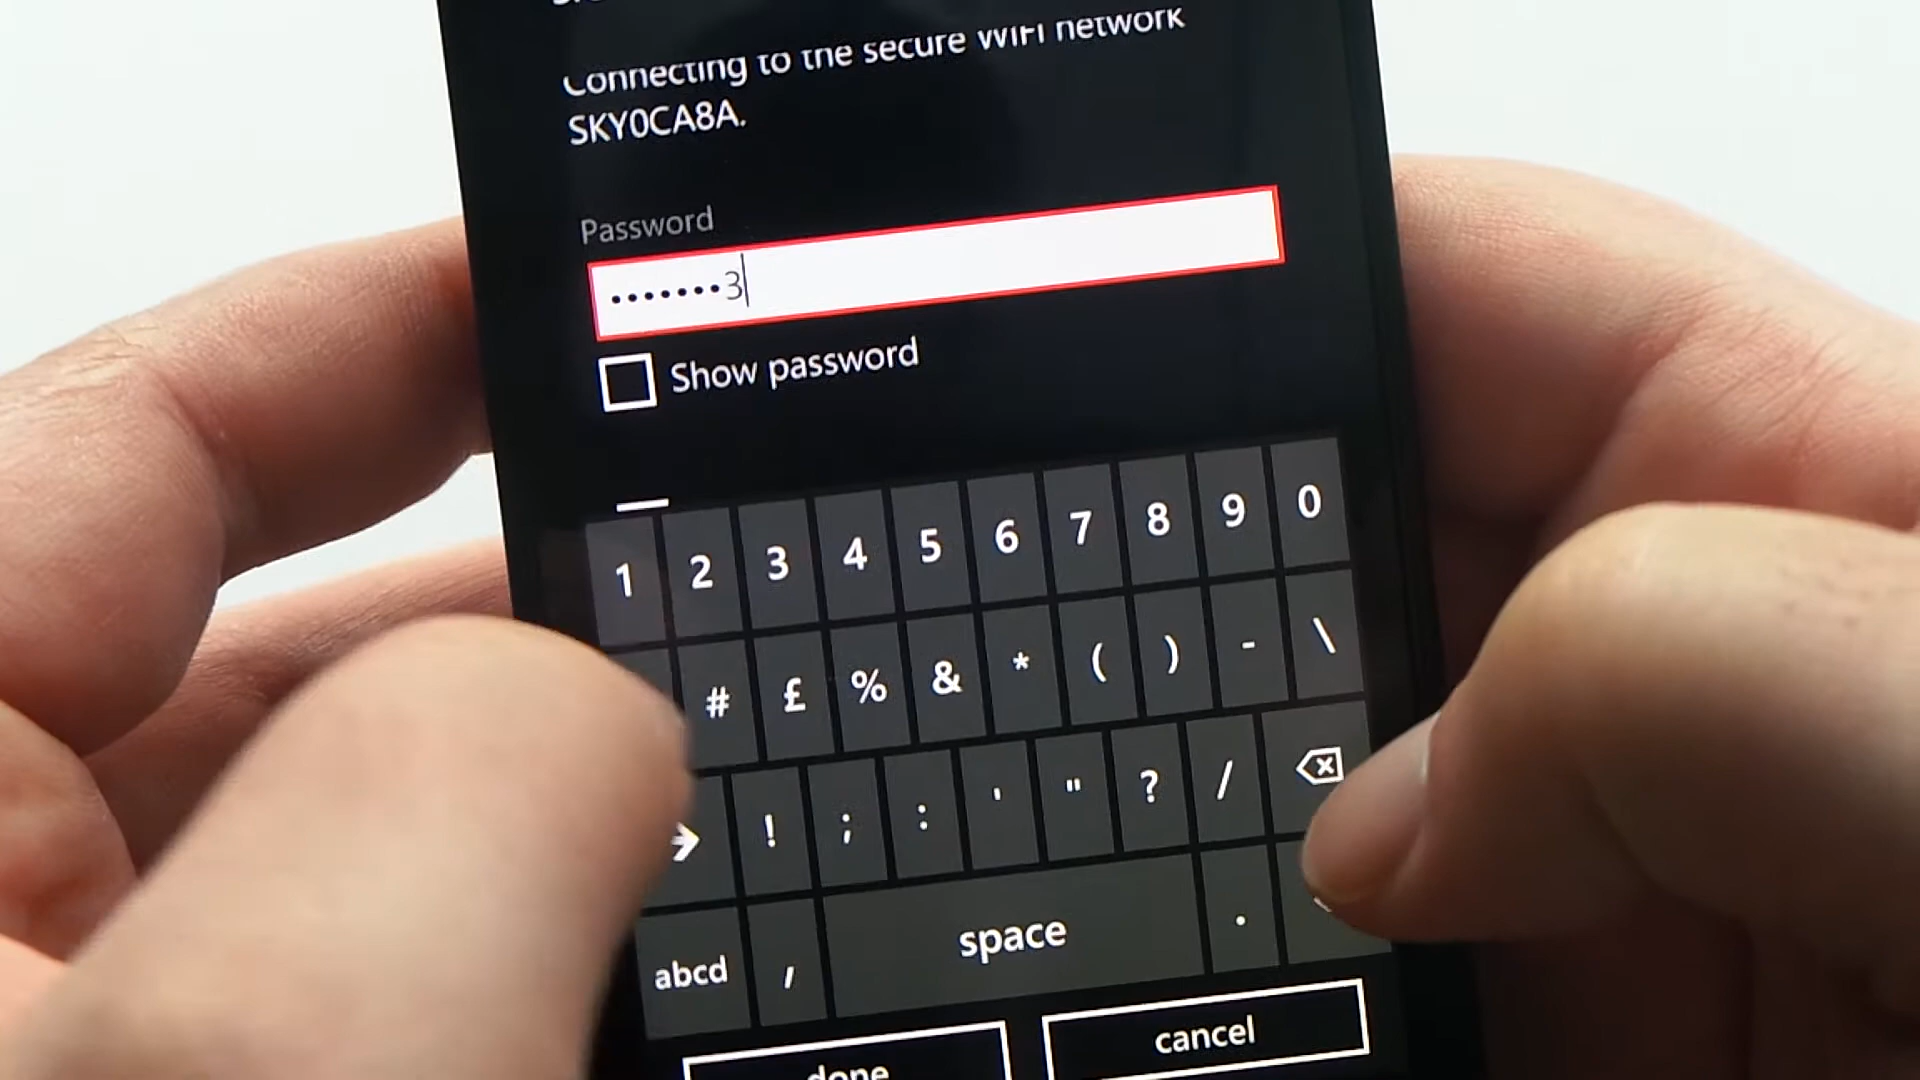 Connecting to the secure WiFi network
SKY0CA8A.
Password
•••••••3
Show password
1 2 3 4 5 6 7 8 9 0
# £ % & * ( ) - \
→ ! ; : ' " ? /
abcd , space .
done cancel